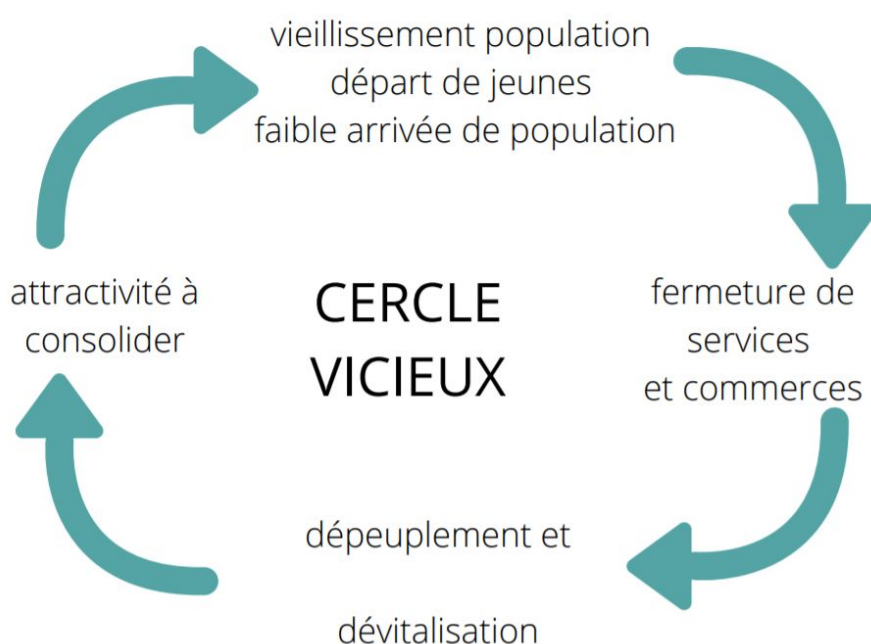 vieillissement population
départ de jeunes
faible arrivée de population
attractivité à
consolider
CERCLE
VICIEUX
fermeture de
services
et commerces
dépeuplement et
dévitalisation